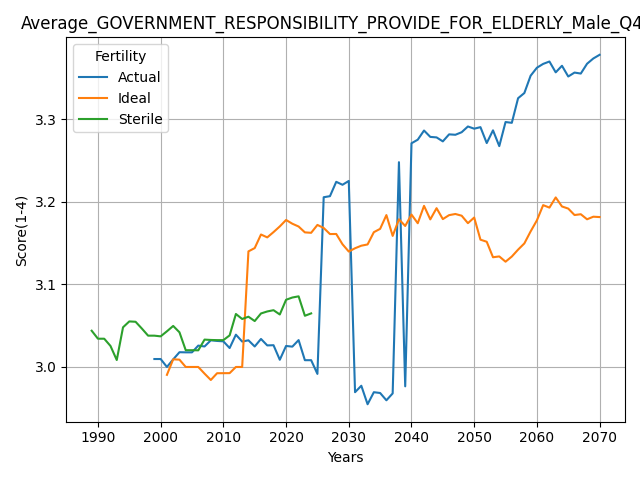 Average_GOVERNMENT_RESPONSIBILITY_PROVIDE_FOR_ELDERLY_Male_Q4
Fertility
Actual
Ideal
Sterile
Score(1-4)
3.3
3.2
3.1
3.0
1990 2000 2010 2020 2030 2040 2050 2060 2070
Years